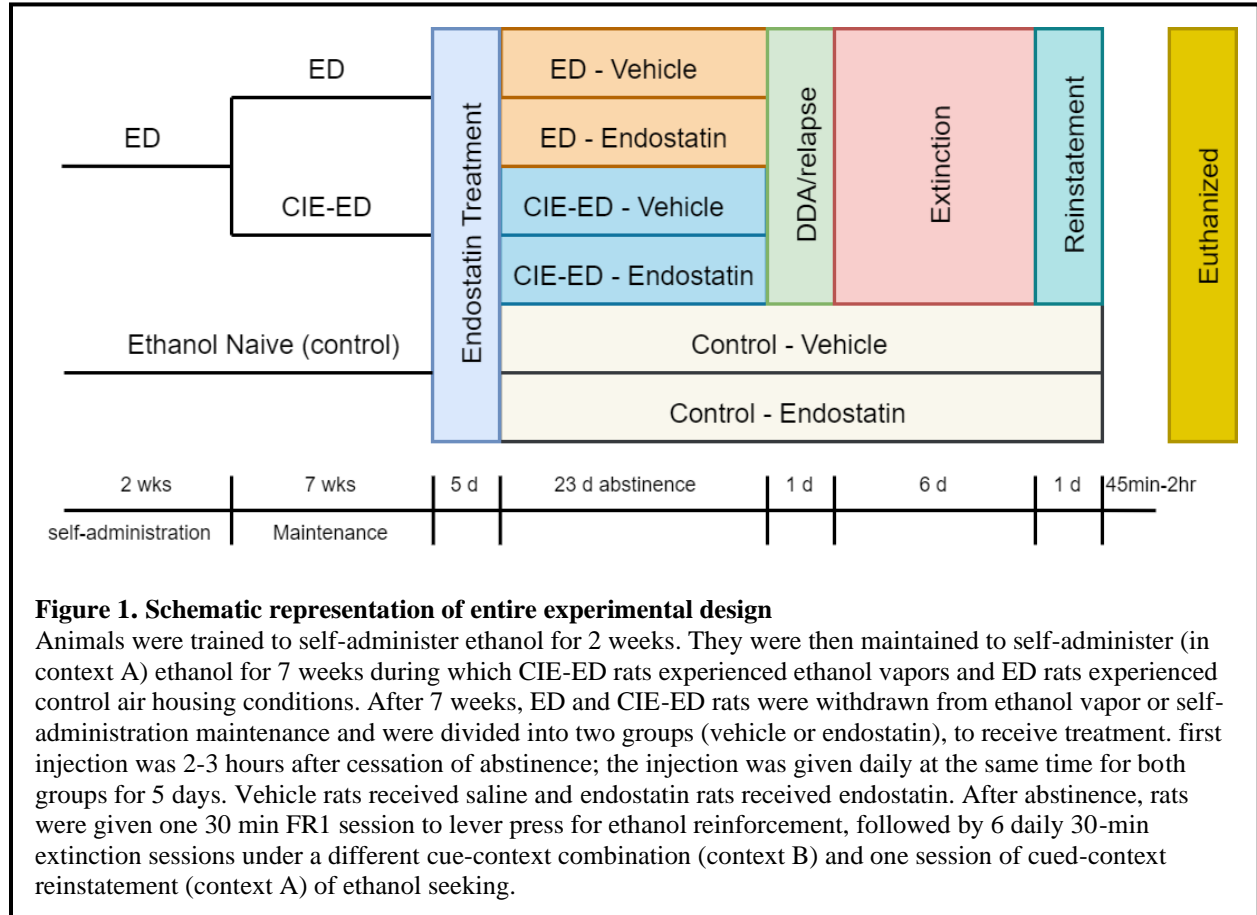 ED
ED
CIE-ED
Ethanol Naive (control)
Endostatin Treatment
ED - Vehicle
ED - Endostatin
CIE-ED - Vehicle
CIE-ED - Endostatin
Control - Vehicle
Control - Endostatin
DDA/relapse
Extinction
Reinstatement
Euthanized
2 wks
7 wks
5 d
23 d abstinence
1 d
6 d
1 d
45min-2hr
self-administration
Maintenance
Figure 1. Schematic representation of entire experimental design
Animals were trained to self-administer ethanol for 2 weeks. They were then maintained to self-administer (in
context A) ethanol for 7 weeks during which CIE-ED rats experienced ethanol vapors and ED rats experienced
control air housing conditions. After 7 weeks, ED and CIE-ED rats were withdrawn from ethanol vapor or self-
administration maintenance and were divided into two groups (vehicle or endostatin), to receive treatment. first
injection was 2-3 hours after cessation of abstinence; the injection was given daily at the same time for both
groups for 5 days. Vehicle rats received saline and endostatin rats received endostatin. After abstinence, rats
were given one 30 min FR1 session to lever press for ethanol reinforcement, followed by 6 daily 30-min
extinction sessions under a different cue-context combination (context B) and one session of cued-context
reinstatement (context A) of ethanol seeking.